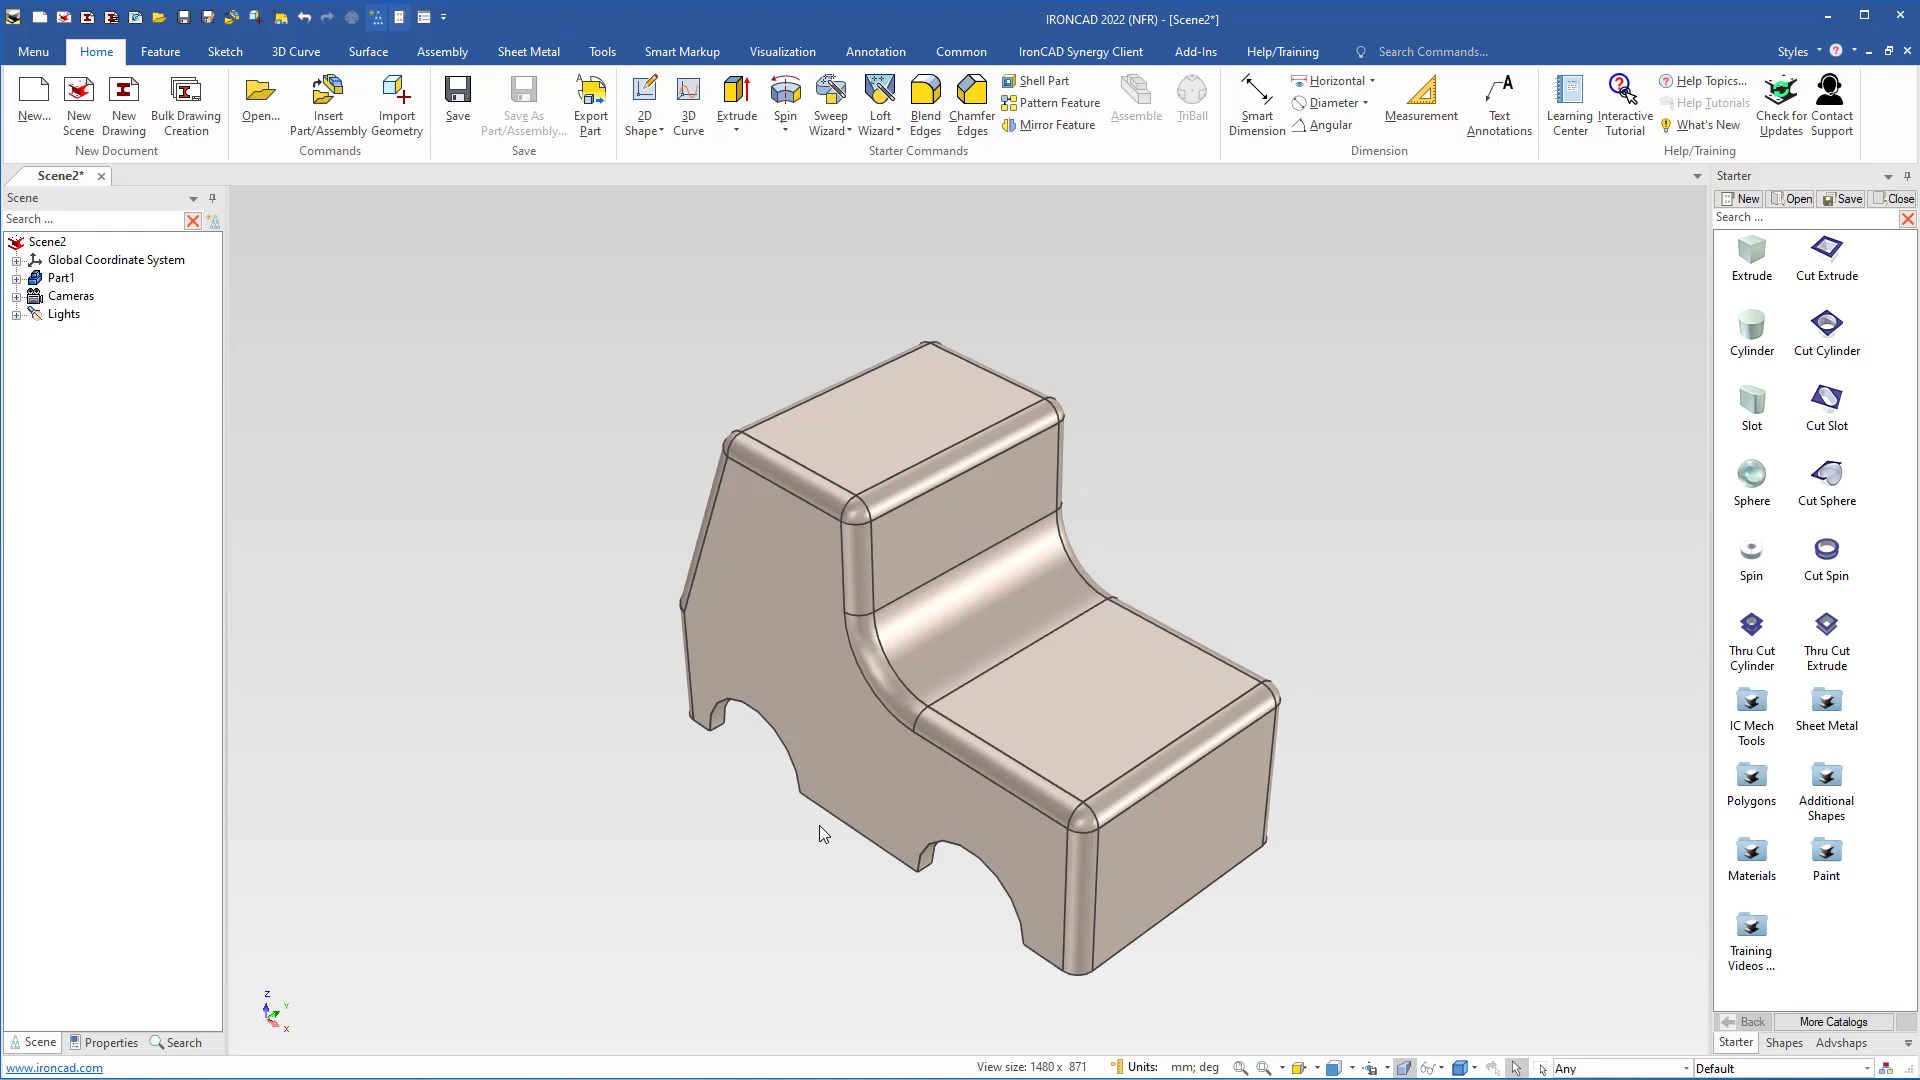 IRONCAD 2022 (NFR) - [Scene2*]
Menu Home Feature Sketch 3D Curve Surface Assembly Sheet Metal Tools Smart Markup Visualization Annotation Common IronCAD Synergy Client Add-Ins Help/Training Search Commands... Styles
New... New Scene New Drawing Bulk Drawing Creation
New Document
Open... Insert Part/Assembly Import Geometry
Commands
Save Save As Part/Assembly... Export Part
Save
2D Shape 3D Curve Extrude Spin Sweep Wizard Loft Wizard Blend Edges Chamfer Edges
Shell Part
Pattern Feature
Mirror Feature
Assemble TriBall
Starter Commands
Smart Dimension
Horizontal
Diameter
Angular
Measurement Text Annotations
Dimension
Learning Center Interactive Tutorial
Help Topics...
Help Tutorials
What's New
Check for Updates Contact Support
Help/Training
Scene2*
Scene
Search ...
Scene2
Global Coordinate System
Part1
Cameras
Lights
Z
Y
X
Starter
New Open Save Close
Search ...
Extrude Cut Extrude
Cylinder Cut Cylinder
Slot Cut Slot
Sphere Cut Sphere
Spin Cut Spin
Thru Cut Cylinder Thru Cut Extrude
IC Mech Tools Sheet Metal
Polygons Additional Shapes
Materials Paint
Training Videos ...
Back More Catalogs
Starter Shapes Advshaps
Scene Properties Search
www.ironcad.com View size: 1480 x 871 Units: mm; deg Any Default